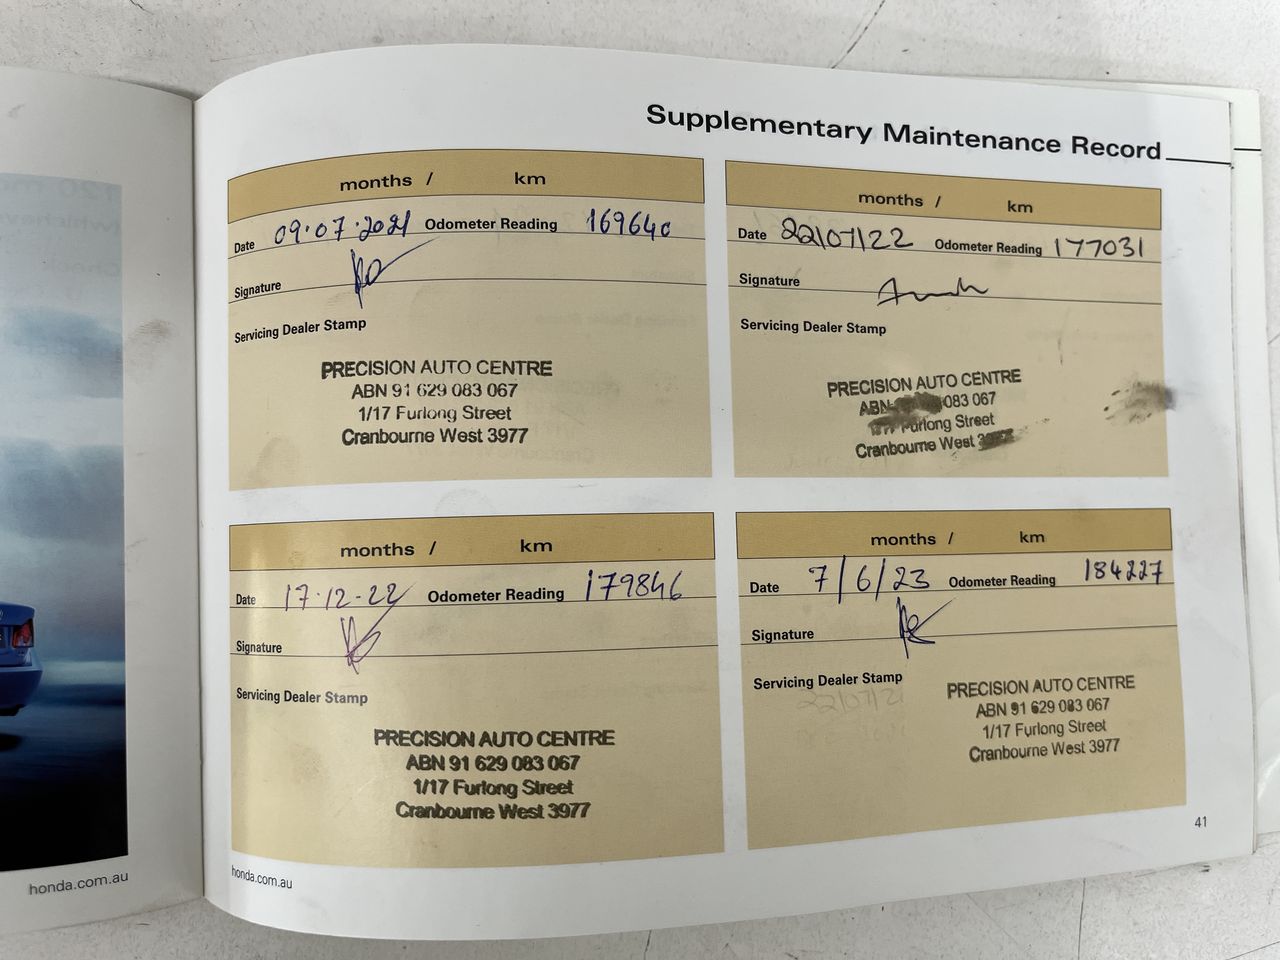 Supplementary Maintenance Record
months / km
Date 09.07.2021 Odometer Reading 169640
Signature
Servicing Dealer Stamp
PRECISION AUTO CENTRE
ABN 91 629 083 067
1/17 Furlong Street
Cranbourne West 3977
months / km
Date 22/07/22 Odometer Reading 177031
Signature
Servicing Dealer Stamp
PRECISION AUTO CENTRE
ABN 083 067
Furlong Street
Cranbourne West 3977
months / km
Date 17.12-22 Odometer Reading 179846
Signature
Servicing Dealer Stamp
PRECISION AUTO CENTRE
ABN 91 629 083 067
1/17 Furlong Street
Cranbourne West 3977
months / km
Date 7/6/23 Odometer Reading 184227
Signature
Servicing Dealer Stamp
PRECISION AUTO CENTRE
ABN 91 629 083 067
1/17 Furlong Street
Cranbourne West 3977
41
honda.com.au
honda.com.au